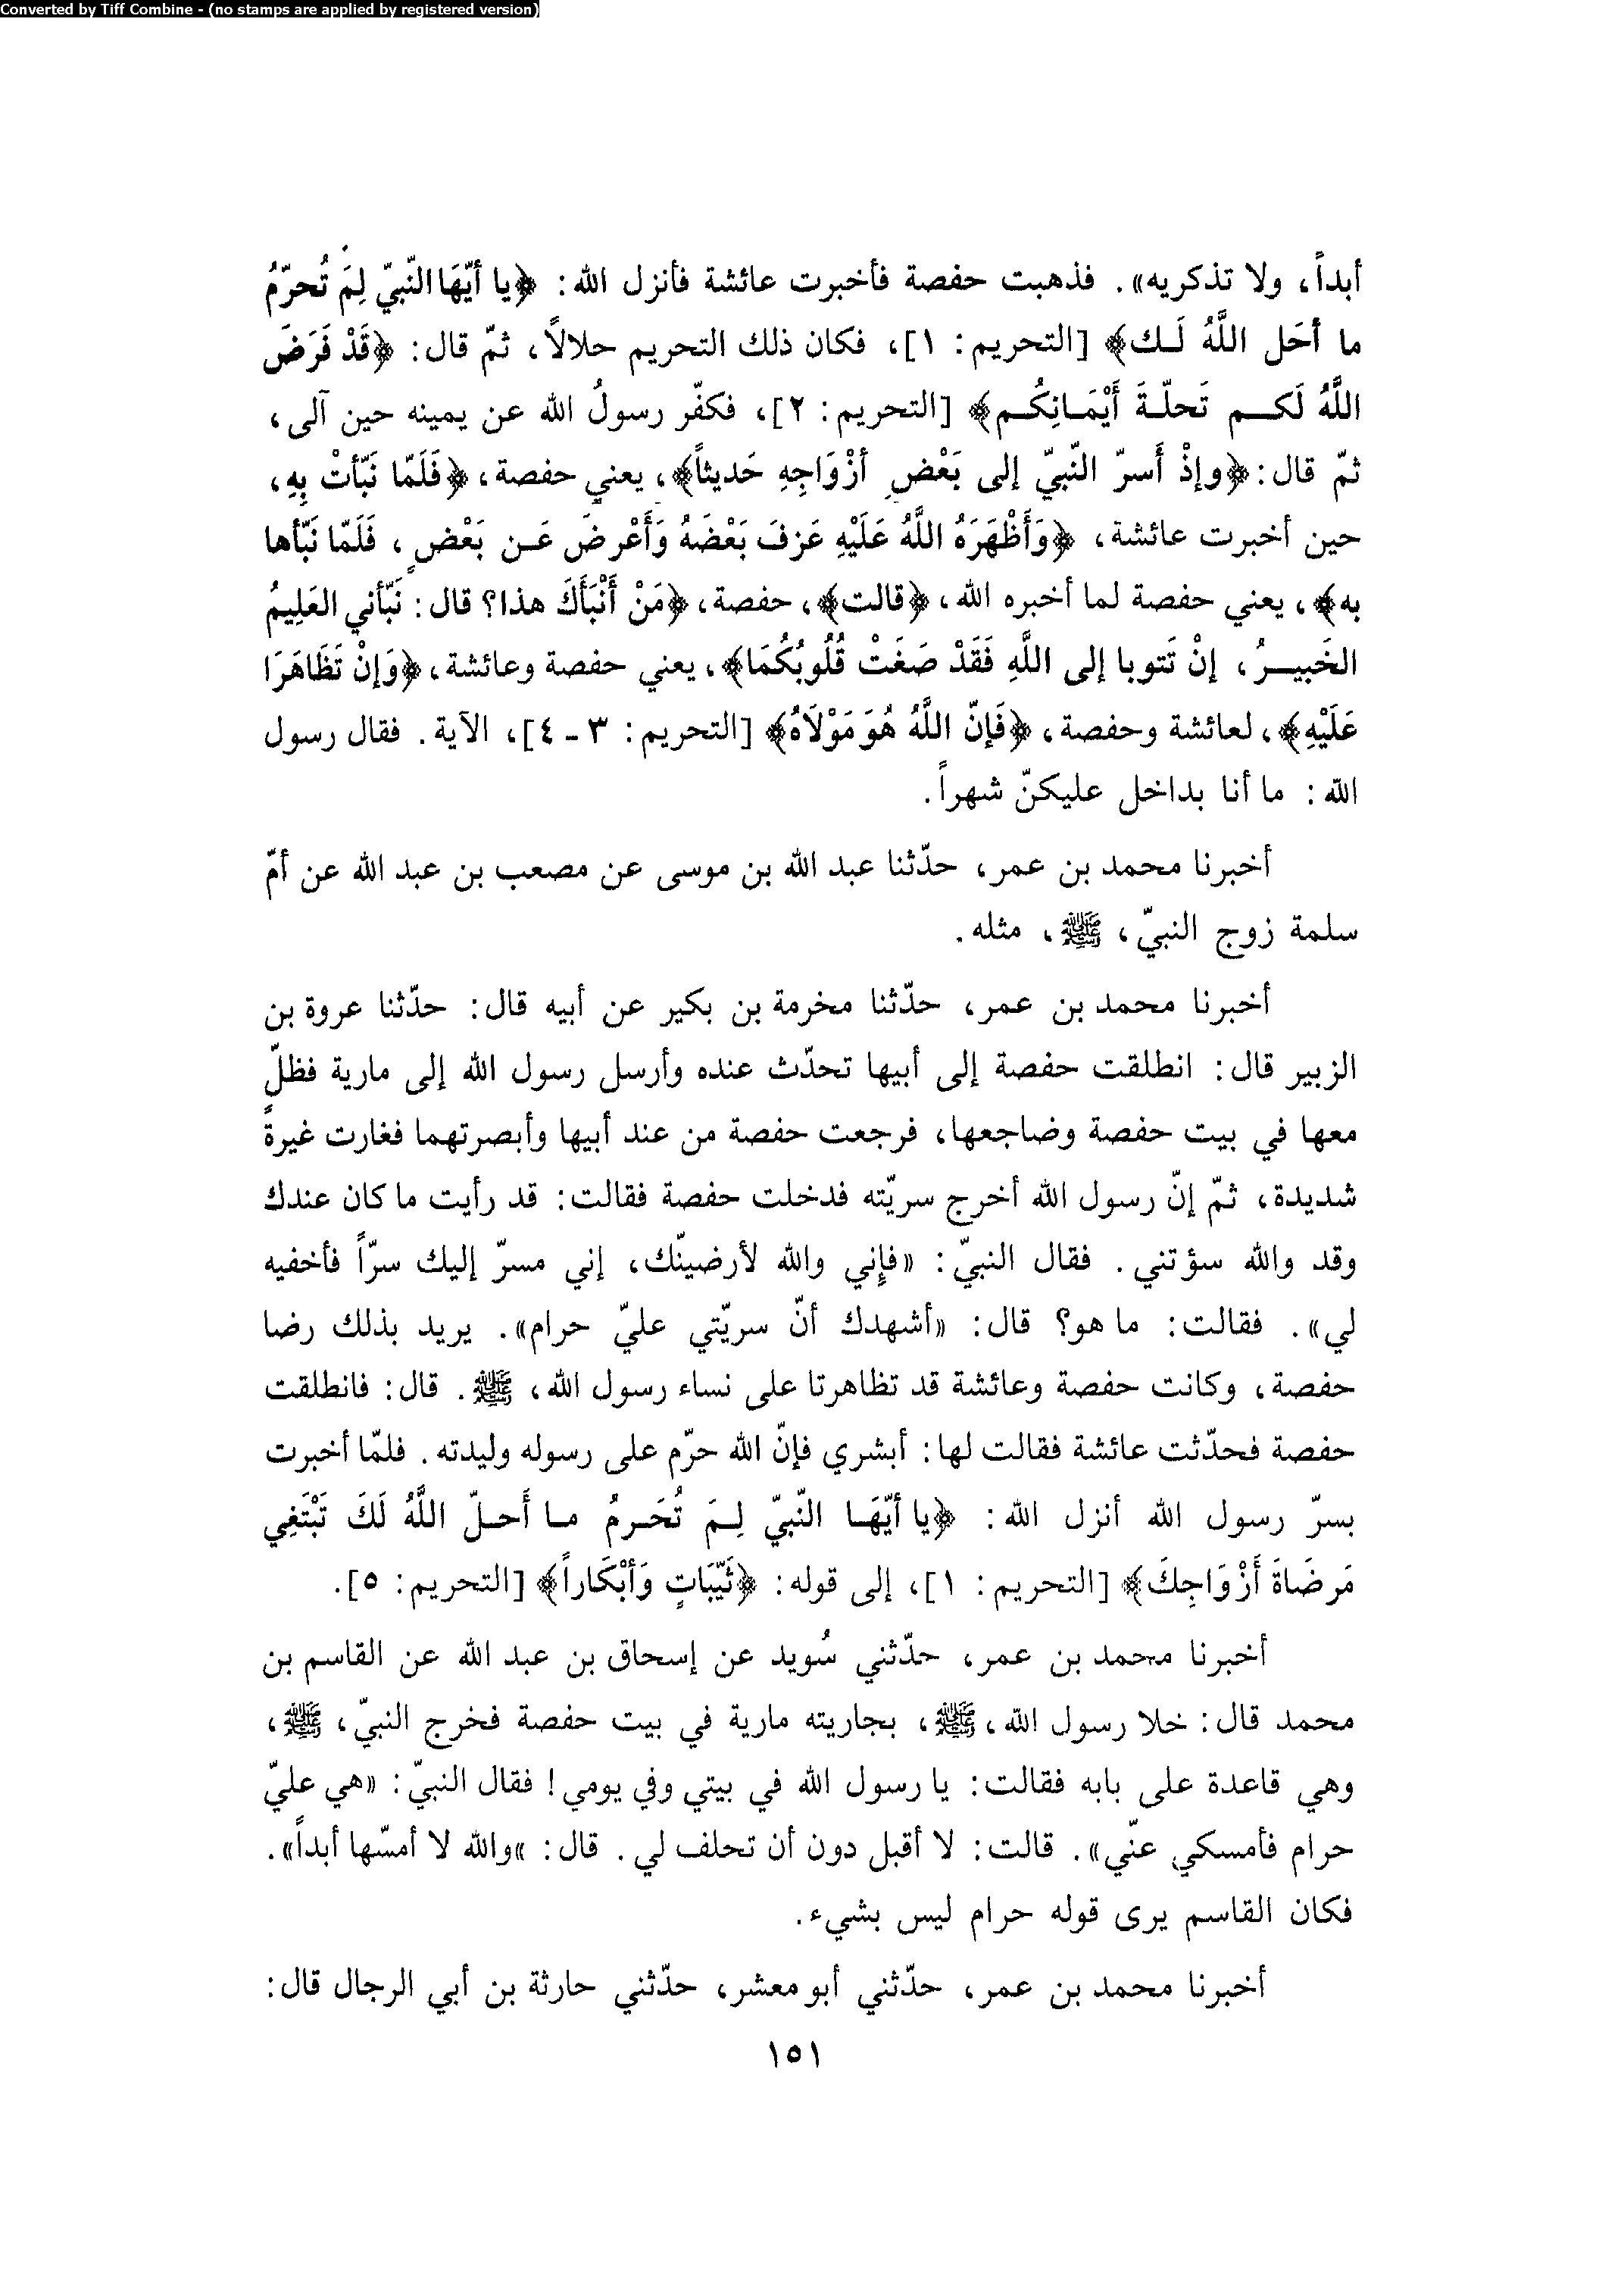 Converted by Tiff Combine - (no stamps are applied by registered version)
أبداً، ولا تذكريه». فذهبت حفصة فأخبرت عائشة فأنزل الله: ﴿يا أيّهَا النّبيّ لِمَ تُحرّمُ
ما أحَل اللَّهُ لَـك﴾ [التحريم: ١]، فكان ذلك التحريم حلالاً، ثمّ قال: ﴿قَدْ فَرَضَ
اللَّهُ لَكـم تَحلّـةَ أَيْمَـانِكُـم﴾ [التحريم: ٢]، فكفّر رسولُ الله عن يمينه حين آلى،
ثمّ قال: ﴿وإذْ أَسرّ النّبيّ إلى بَعْضِ أزْوَاجِهِ حَديثاً﴾، يعني حفصة، ﴿فَلَمّا نَبّأتْ بِهِ،
حين أخبرت عائشة، ﴿وَأَظْهَرَهُ اللَّهُ عَلَيْهِ عَزفَ بَعْضَهُ وَأَعْرضَ عَـن بَعْضٍ، فَلَمّا نَبّأها
به﴾، يعني حفصة لما أخبره الله، ﴿قالت﴾، حفصة، ﴿مَنْ أَنْبَأَكَ هذا؟ قال: نَبّأني العَلِيمُ
الخَبيـرُ، إنْ تَتوبا إلى اللَّهِ فَقَدْ صَغَتْ قُلُوبُكُمَا﴾، يعني حفصة وعائشة، ﴿وَإنْ تَظَاهَرَا
عَلَيْهِ﴾، لعائشة وحفصة، ﴿فَإنّ اللَّهُ هُوَ مَوْلَاهُ﴾ [التحريم: ٣ - ٤]، الآية. فقال رسول
الله: ما أنا بداخل عليكنّ شهراً.
أخبرنا محمد بن عمر، حدّثنا عبد الله بن موسى عن مصعب بن عبد الله عن أمّ
سلمة زوج النبيّ، ﷺ، مثله.
أخبرنا محمد بن عمر، حدّثنا مخرمة بن بكير عن أبيه قال: حدّثنا عروة بن
الزبير قال: انطلقت حفصة إلى أبيها تحدّث عنده وأرسل رسول الله إلى مارية فظلّ
معها في بيت حفصة وضاجعها، فرجعت حفصة من عند أبيها وأبصرتهما فغارت غيرةً
شديدة، ثمّ إنّ رسول الله أخرج سريّته فدخلت حفصة فقالت: قد رأيت ما كان عندك
وقد والله سؤتني. فقال النبيّ: «فإني والله لأرضينّك، إني مسرّ إليك سرّاً فأخفيه
لي». فقالت: ما هو؟ قال: «أشهدك أنّ سريّتي عليّ حرام». يريد بذلك رضا
حفصة، وكانت حفصة وعائشة قد تظاهرتا على نساء رسول الله، ﷺ. قال: فانطلقت
حفصة فحدّثت عائشة فقالت لها: أبشري فإنّ الله حرّم على رسوله وليدته. فلمّا أخبرت
بسرّ رسول الله أنزل الله: ﴿يا أيّهَـا النّبيّ لِـمَ تُحَـرمُ مـا أَحـلّ اللَّهُ لَكَ تَبْتَغِي
مَرضَاةَ أَزْوَاجِكَ﴾ [التحريم: ١]، إلى قوله: ﴿ثَيّبَاتٍ وَأبْكَاراً﴾ [التحريم: ٥].
أخبرنا محمد بن عمر، حدّثني سُويد عن إسحاق بن عبد الله عن القاسم بن
محمد قال: خلا رسول الله، ﷺ، بجاريته مارية في بيت حفصة فخرج النبيّ، ﷺ،
وهي قاعدة على بابه فقالت: يا رسول الله في بيتي وفي يومي! فقال النبيّ: «هي عليّ
حرام فأمسكي عنّي». قالت: لا أقبل دون أن تحلف لي. قال: »والله لا أمسّها أبداً».
فكان القاسم يرى قوله حرام ليس بشيء.
أخبرنا محمد بن عمر، حدّثني أبو معشر، حدّثني حارثة بن أبي الرجال قال:
١٥١